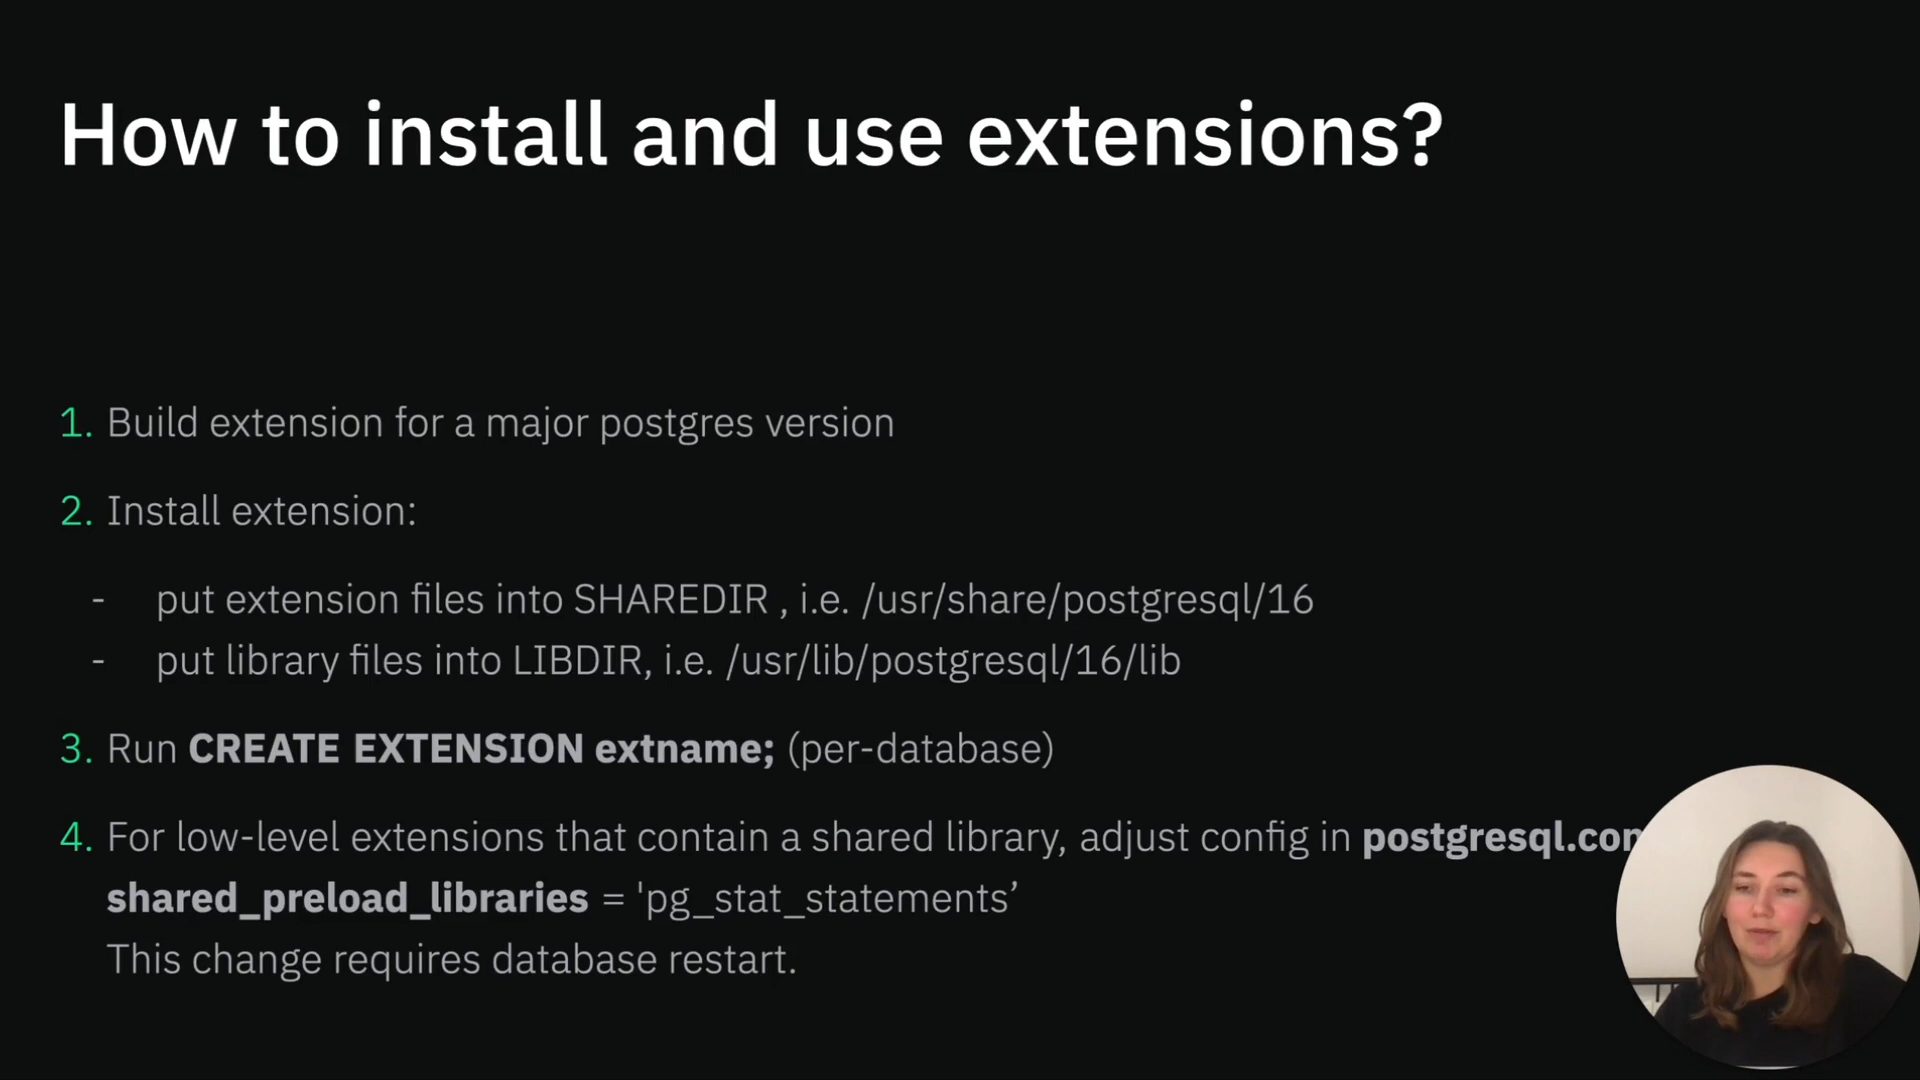 How to install and use extensions?
1. Build extension for a major postgres version
2. Install extension:
- put extension files into SHAREDIR , i.e. /usr/share/postgresql/16
- put library files into LIBDIR, i.e. /usr/lib/postgresql/16/lib
3. Run CREATE EXTENSION extname; (per-database)
4. For low-level extensions that contain a shared library, adjust config in postgresql.con
shared_preload_libraries = 'pg_stat_statements’
This change requires database restart.